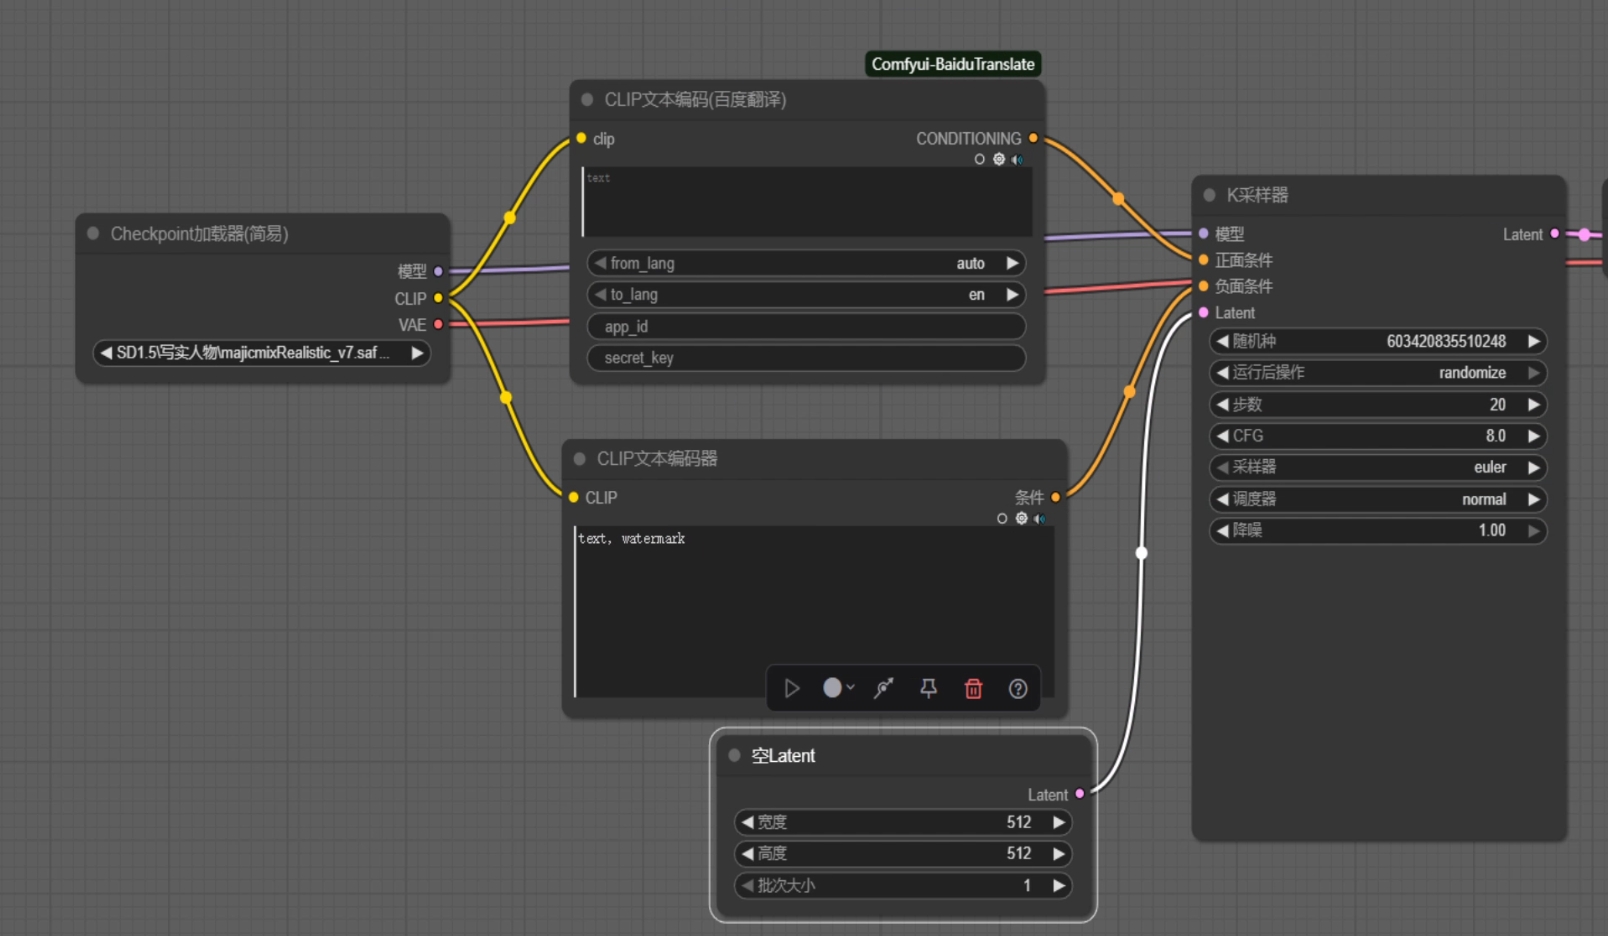 Comfyui-BaiduTranslate
CLIP文本编码(百度翻译)
clip
CONDITIONING
text
from_lang
auto
to_lang
en
app_id
secret_key
Checkpoint加载器(简易)
模型
CLIP
VAE
SD1.5\写实人物\majicmixRealistic_v7.saf...
CLIP文本编码器
CLIP
条件
text, watermark
空Latent
Latent
宽度
512
高度
512
批次大小
1
K采样器
模型
Latent
正面条件
负面条件
Latent
随机种
603420835510248
运行后操作
randomize
步数
20
CFG
8.0
采样器
euler
调度器
normal
降噪
1.00